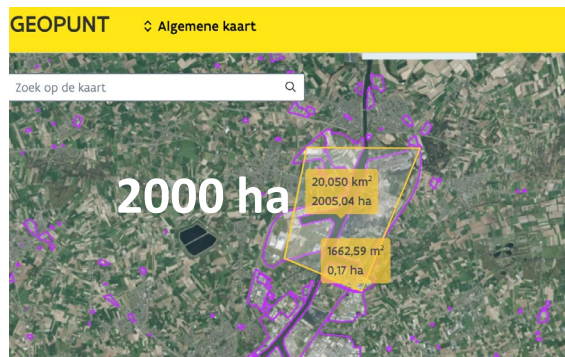 GEOPUNT
Algemene kaart
Zoek op de kaart
2000 ha
20,050 km²
2005,04 ha
1662,59 m²
0,17 ha